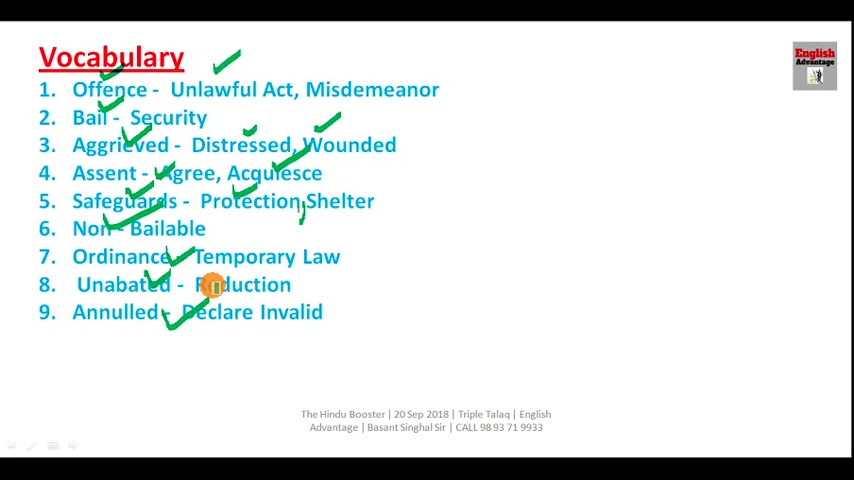 Vocabulary
English
Advantage
1. Offence - Unlawful Act, Misdemeanor
2. Bail - Security
3. Aggrieved - Distressed, Wounded
4. Assent - Agree, Acquiesce
5. Safeguards - Protection, Shelter
6. Non - Bailable
7. Ordinance - Temporary Law
8. Unabated - Reduction
9. Annulled - Declare Invalid
The Hindu Booster | 20 Sep 2018 | Triple Talaq | English
Advantage | Basant Singhal Sir | CALL 98 93 71 9933